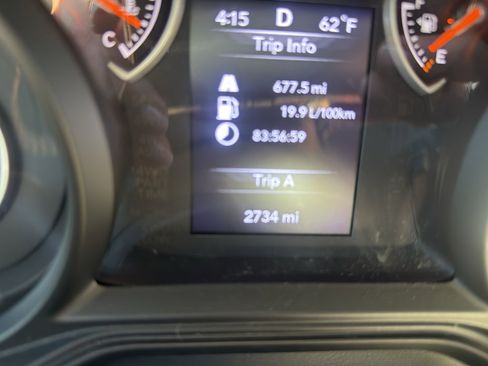 4:15 D 62°F
Trip Info
677.5 mi
19.9 L/100km
83:56:59
Trip A
2734 mi
C
E